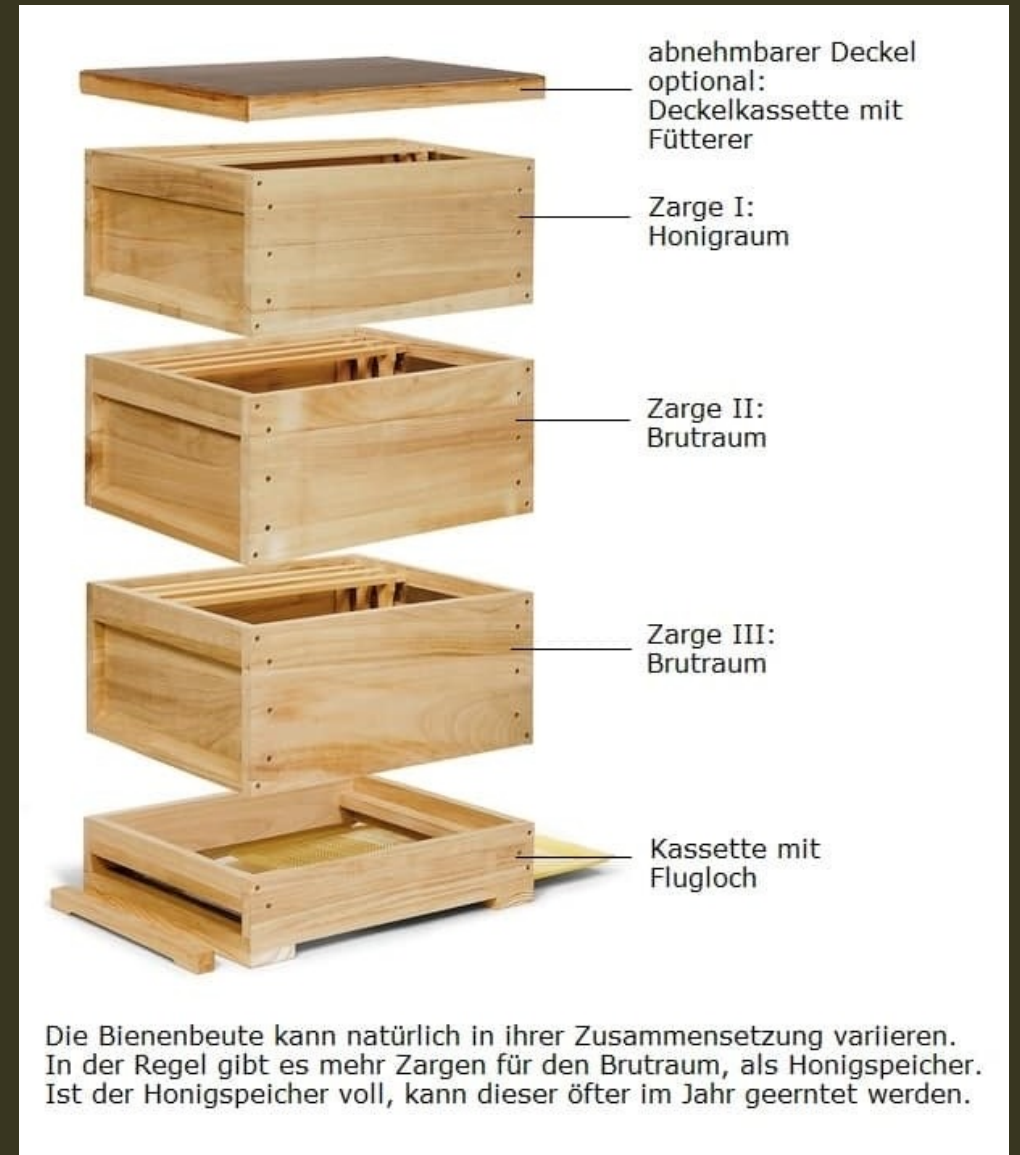 abnehmbarer Deckel
optional:
Deckelkassette mit
Fütterer
Zarge I:
Honigraum
Zarge II:
Brutraum
Zarge III:
Brutraum
Kassette mit
Flugloch
Die Bienenbeute kann natürlich in ihrer Zusammensetzung variieren.
In der Regel gibt es mehr Zargen für den Brutraum, als Honigspeicher.
Ist der Honigspeicher voll, kann dieser öfter im Jahr geerntet werden.